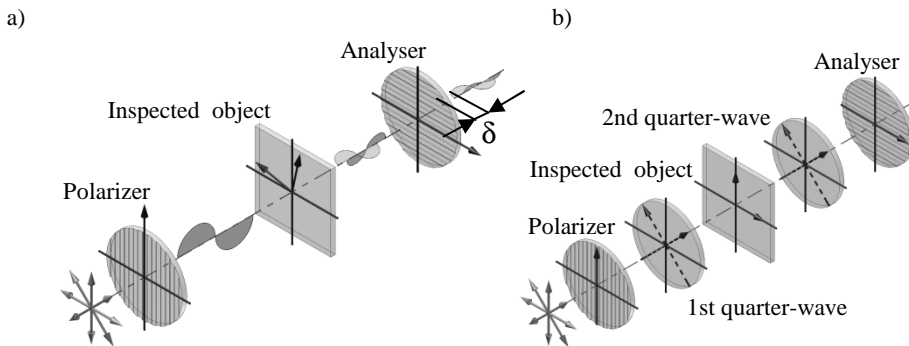 a)
Analyser
Inspected object
δ
Polarizer
b)
Analyser
2nd quarter-wave
Inspected object
Polarizer
1st quarter-wave